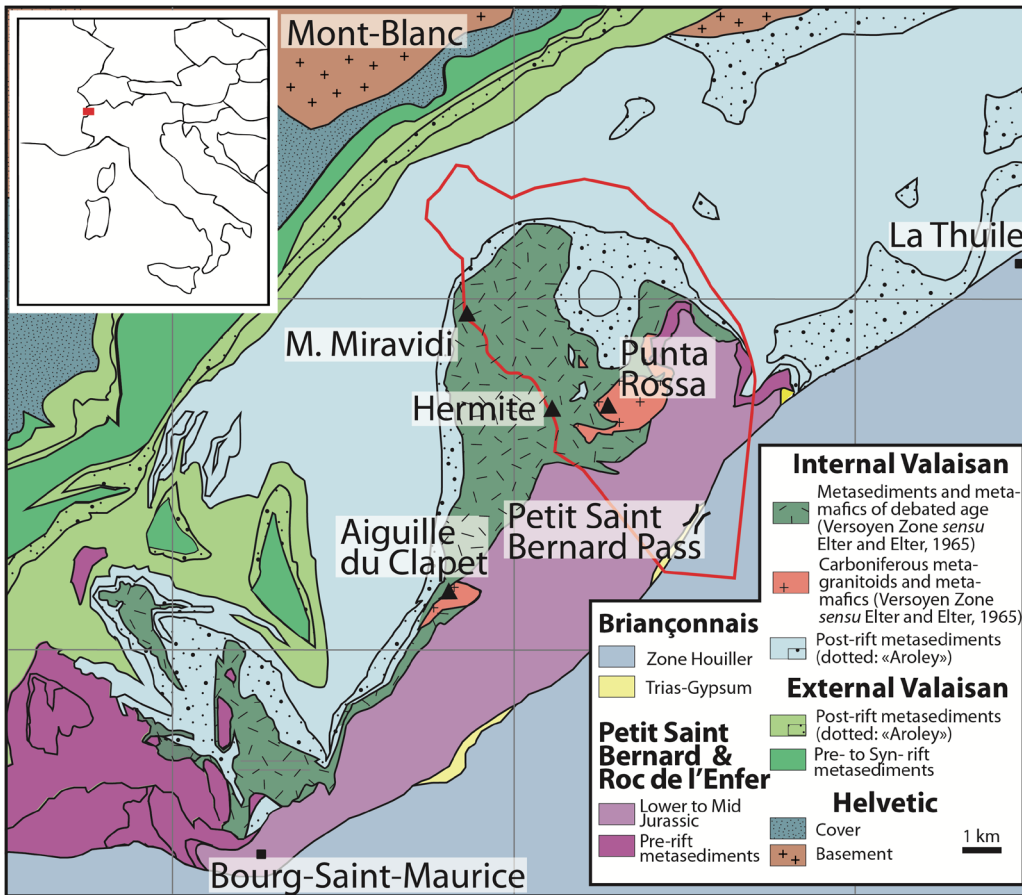 Mont-Blanc
La Thuile
M. Miravidi
Punta
Rossa
Hermite
Petit Saint
Bernard Pass
Aiguille
du Clapet
Bourg-Saint-Maurice
Internal Valaisan
Metasediments and meta-
mafics of debated age
(Versoyen Zone sensu
Elter and Elter, 1965)
Carboniferous meta-
granitoids and meta-
mafics (Versoyen Zone
sensu Elter and Elter, 1965)
Post-rift metasediments
(dotted: «Aroley»)
External Valaisan
Post-rift metasediments
(dotted: «Aroley»)
Pre- to Syn- rift
metasediments
Helvetic
Cover
Basement
1 km
Briançonnais
Zone Houiller
Trias-Gypsum
Petit Saint
Bernard &
Roc de l'Enfer
Lower to Mid
Jurassic
Pre-rift
metasediments